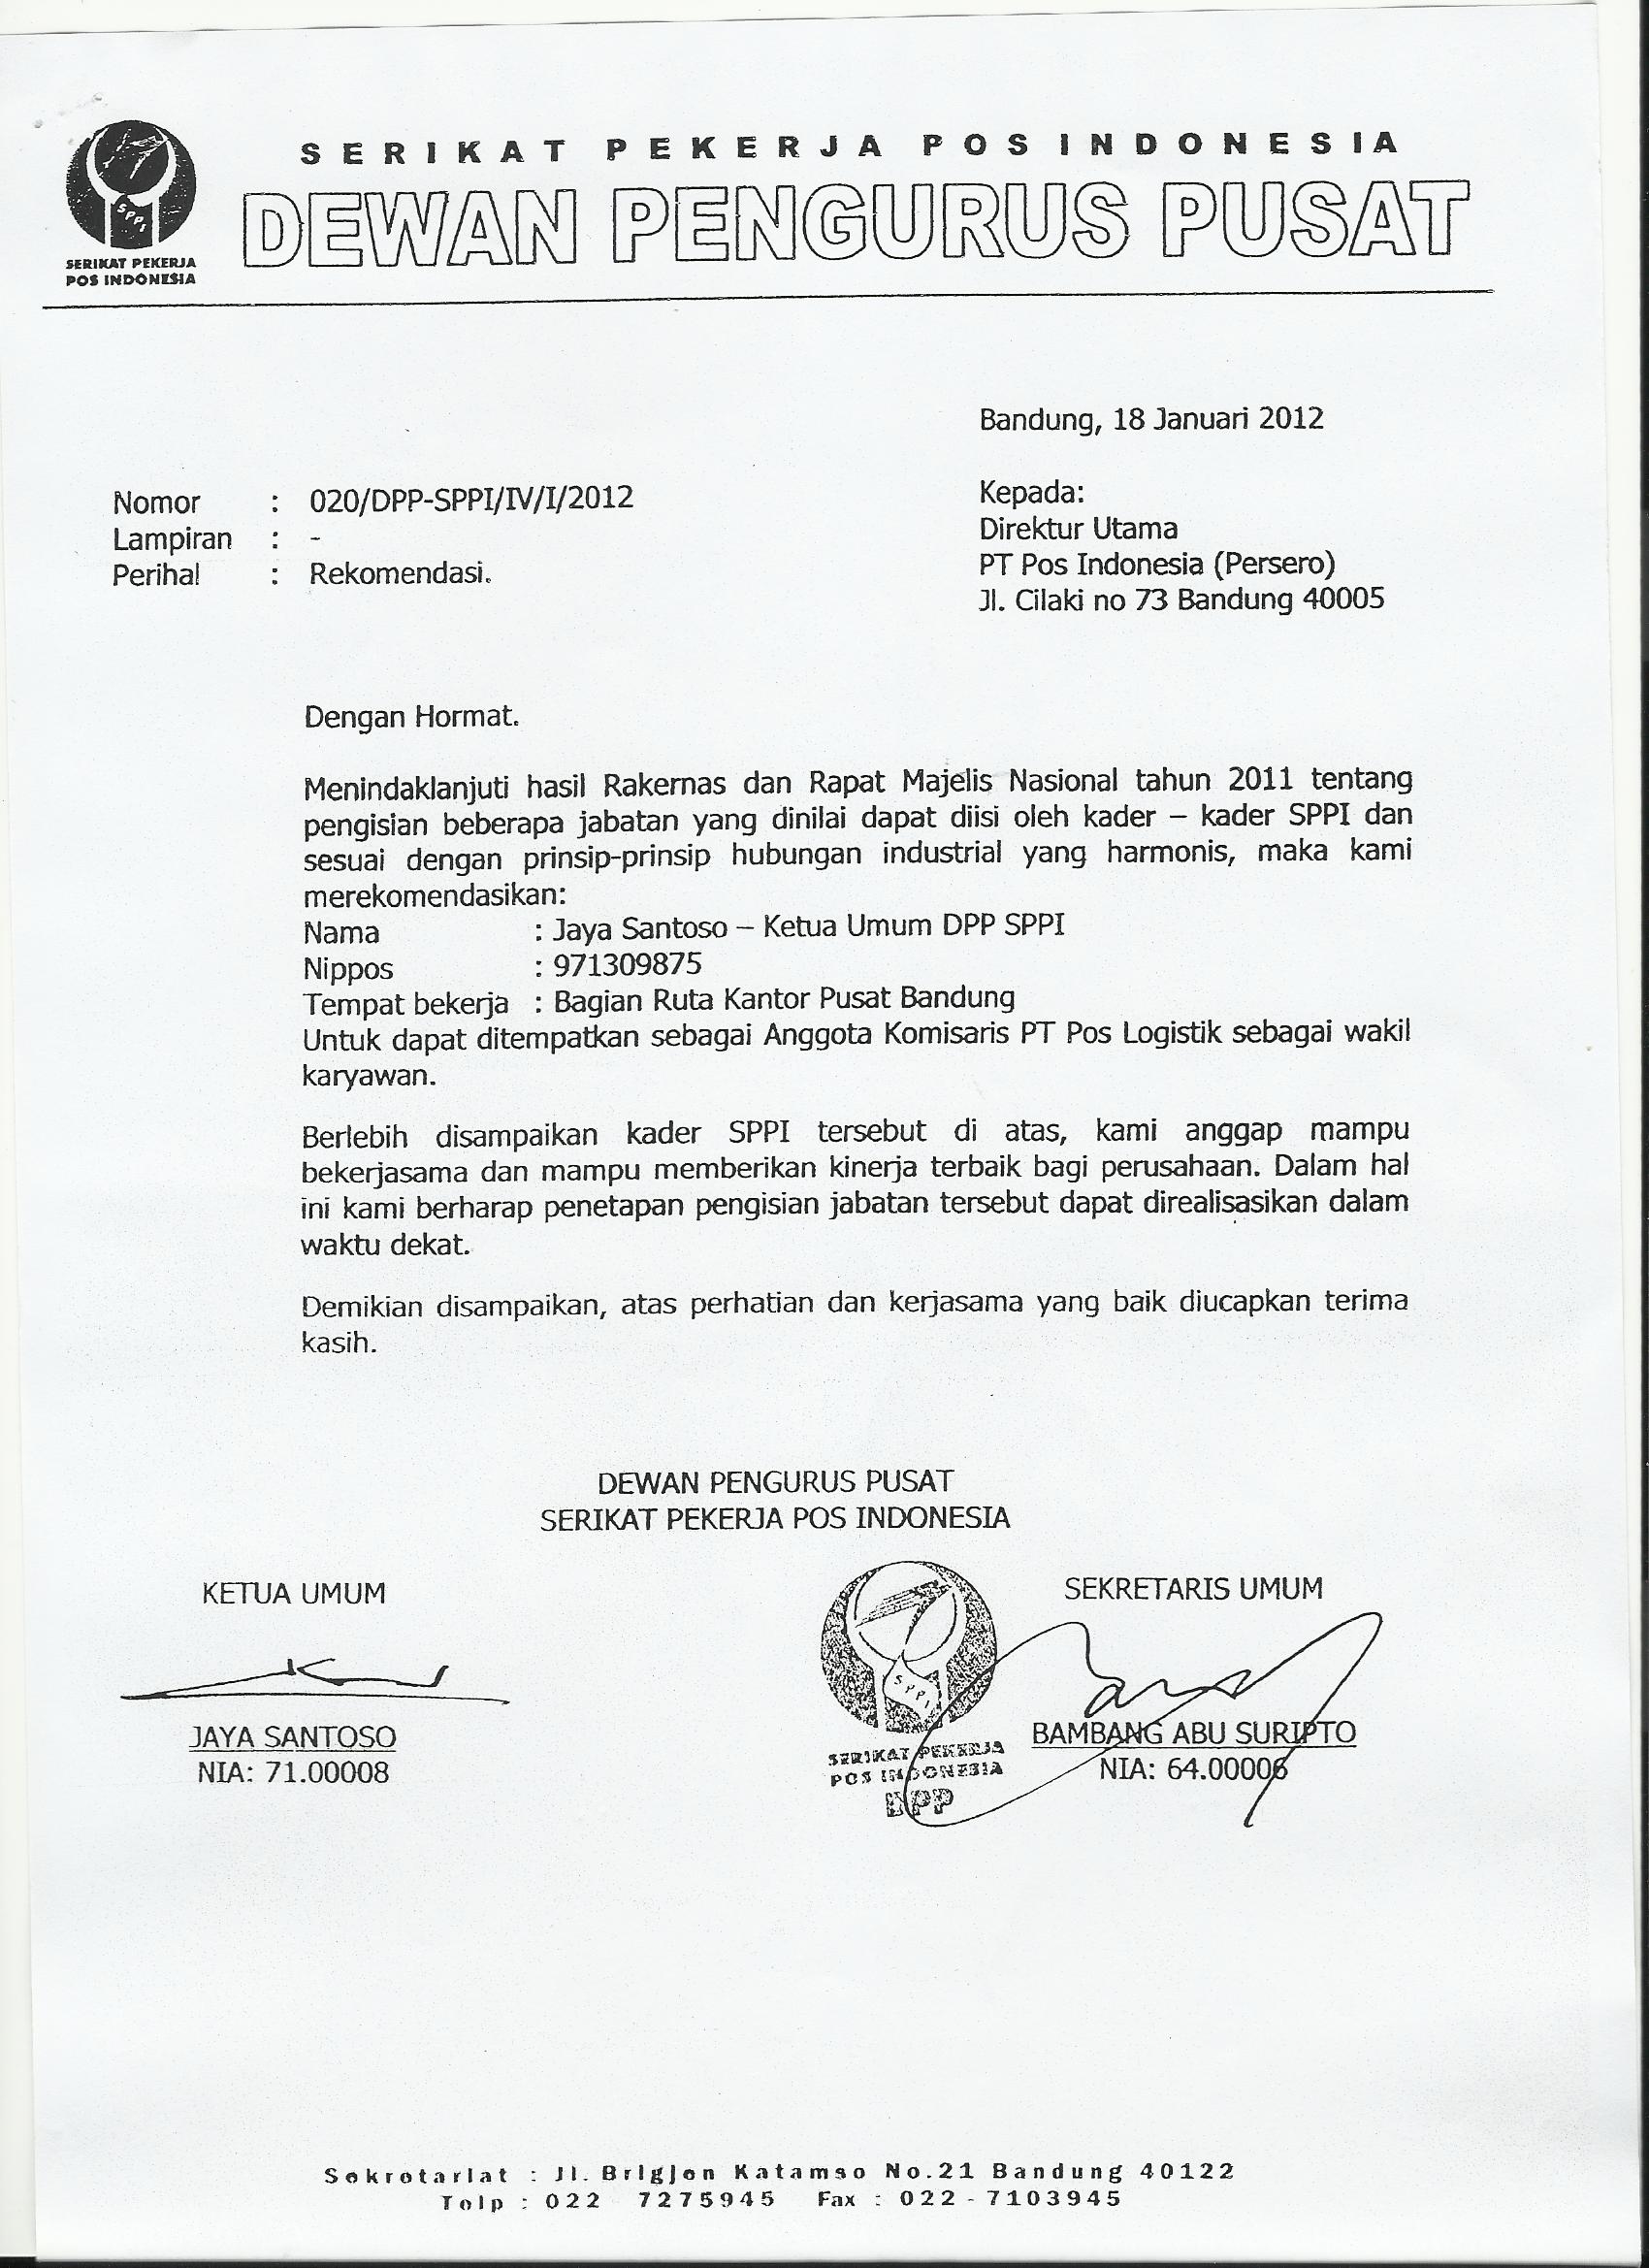 SERIKAT PEKERJA POS INDONESIA
DEWAN PENGURUS PUSAT
SPPI
SERIKAT PEKERJA
POS INDONESIA
Bandung, 18 Januari 2012
Nomor : 020/DPP-SPPI/IV/I/2012
Lampiran : -
Perihal : Rekomendasi.
Kepada:
Direktur Utama
PT Pos Indonesia (Persero)
Jl. Cilaki no 73 Bandung 40005
Dengan Hormat.
Menindaklanjuti hasil Rakernas dan Rapat Majelis Nasional tahun 2011 tentang
pengisian beberapa jabatan yang dinilai dapat diisi oleh kader – kader SPPI dan
sesuai dengan prinsip-prinsip hubungan industrial yang harmonis, maka kami
merekomendasikan:
Nama : Jaya Santoso – Ketua Umum DPP SPPI
Nippos : 971309875
Tempat bekerja : Bagian Ruta Kantor Pusat Bandung
Untuk dapat ditempatkan sebagai Anggota Komisaris PT Pos Logistik sebagai wakil
karyawan.
Berlebih disampaikan kader SPPI tersebut di atas, kami anggap mampu
bekerjasama dan mampu memberikan kinerja terbaik bagi perusahaan. Dalam hal
ini kami berharap penetapan pengisian jabatan tersebut dapat direalisasikan dalam
waktu dekat.
Demikian disampaikan, atas perhatian dan kerjasama yang baik diucapkan terima
kasih.
DEWAN PENGURUS PUSAT
SERIKAT PEKERJA POS INDONESIA
KETUA UMUM
JAYA SANTOSO
NIA: 71.00008
SPPI
SERIKAT PEKERJA
POS INDONESIA
DPP
SEKRETARIS UMUM
BAMBANG ABU SURIPTO
NIA: 64.00006
Sekretariat : Jl. Brigjen Katamso No.21 Bandung 40122
Telp : 022 7275945 Fax : 022 - 7103945